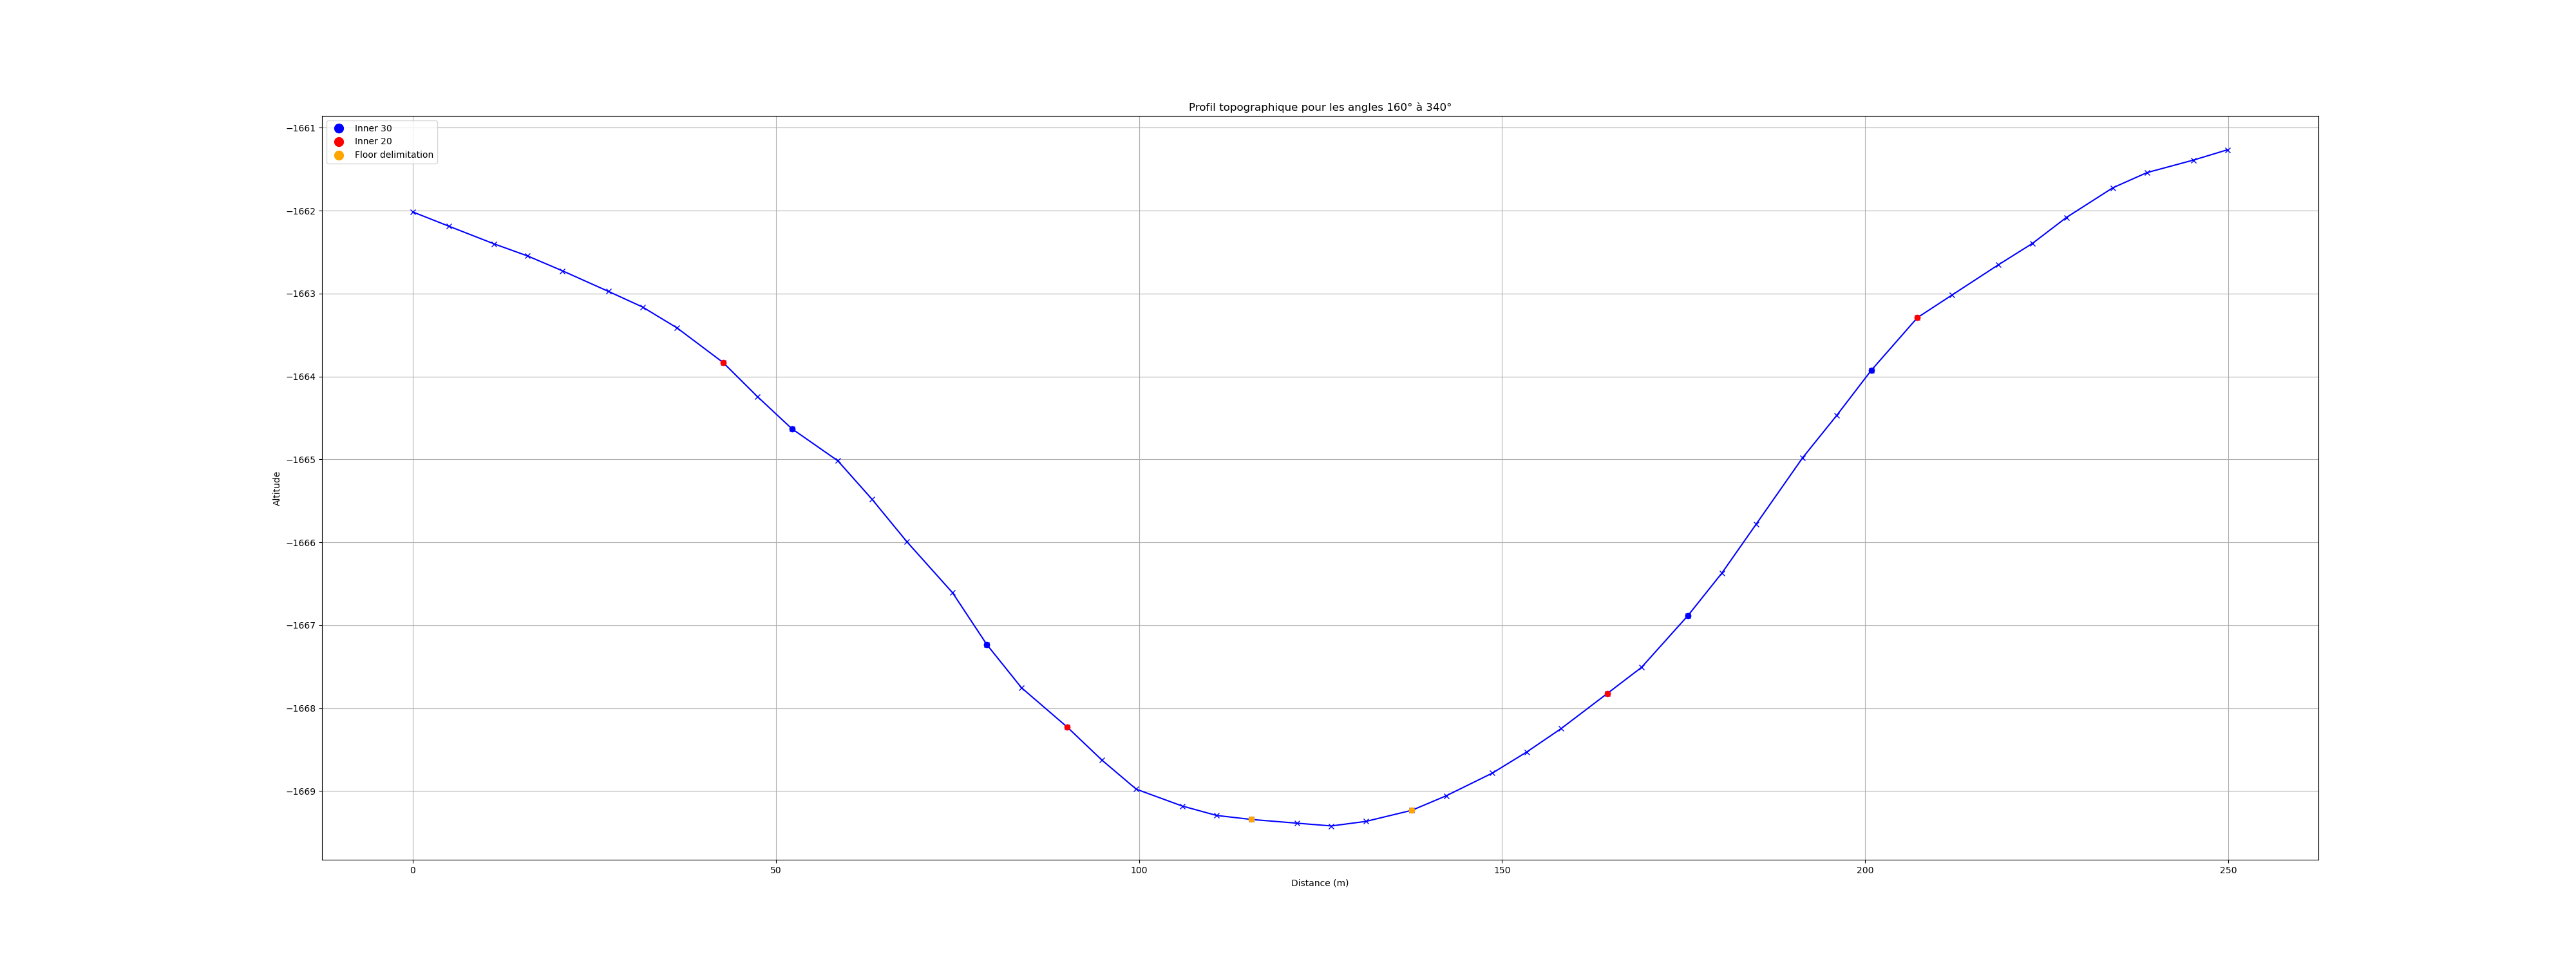 Profil topographique pour les angles 160° à 340°
Inner 30
Inner 20
Floor delimitation
−1661
−1662
−1663
−1664
−1665
−1666
−1667
−1668
−1669
Altitude
0 50 100 150 200 250
Distance (m)